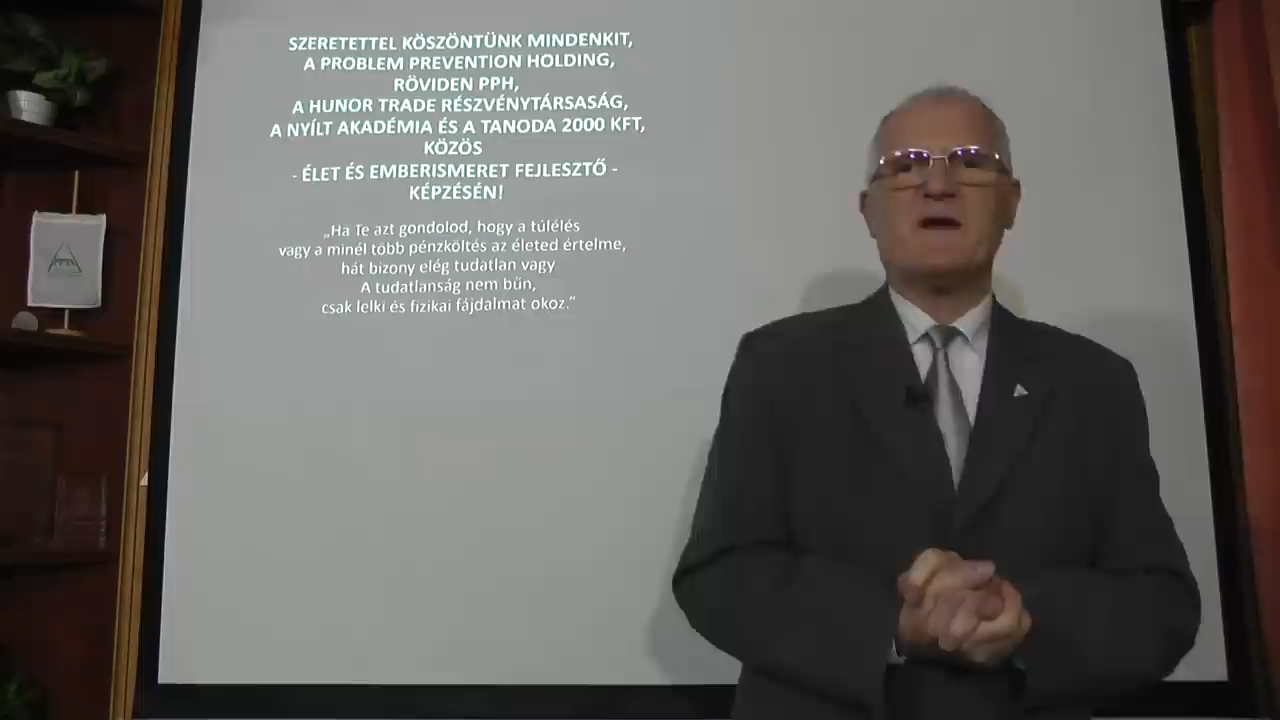 SZERETETTEL KÖSZÖNTÜNK MINDENKIT,
A PROBLEM PREVENTION HOLDING,
RÖVIDEN PPH,
A HUNOR TRADE RÉSZVÉNYTÁRSASÁG,
A NYÍLT AKADÉMIA ÉS A TANODA 2000 KFT,
KÖZÖS
- ÉLET ÉS EMBERISMERET FEJLESZTŐ -
KÉPZÉSÉN!
„Ha Te azt gondolod, hogy a túlélés
vagy a minél több pénzköltés az életed értelme,
hát bizony elég tudatlan vagy.
A tudatlanság nem bűn,
csak lelki és fizikai fájdalmat okoz.”